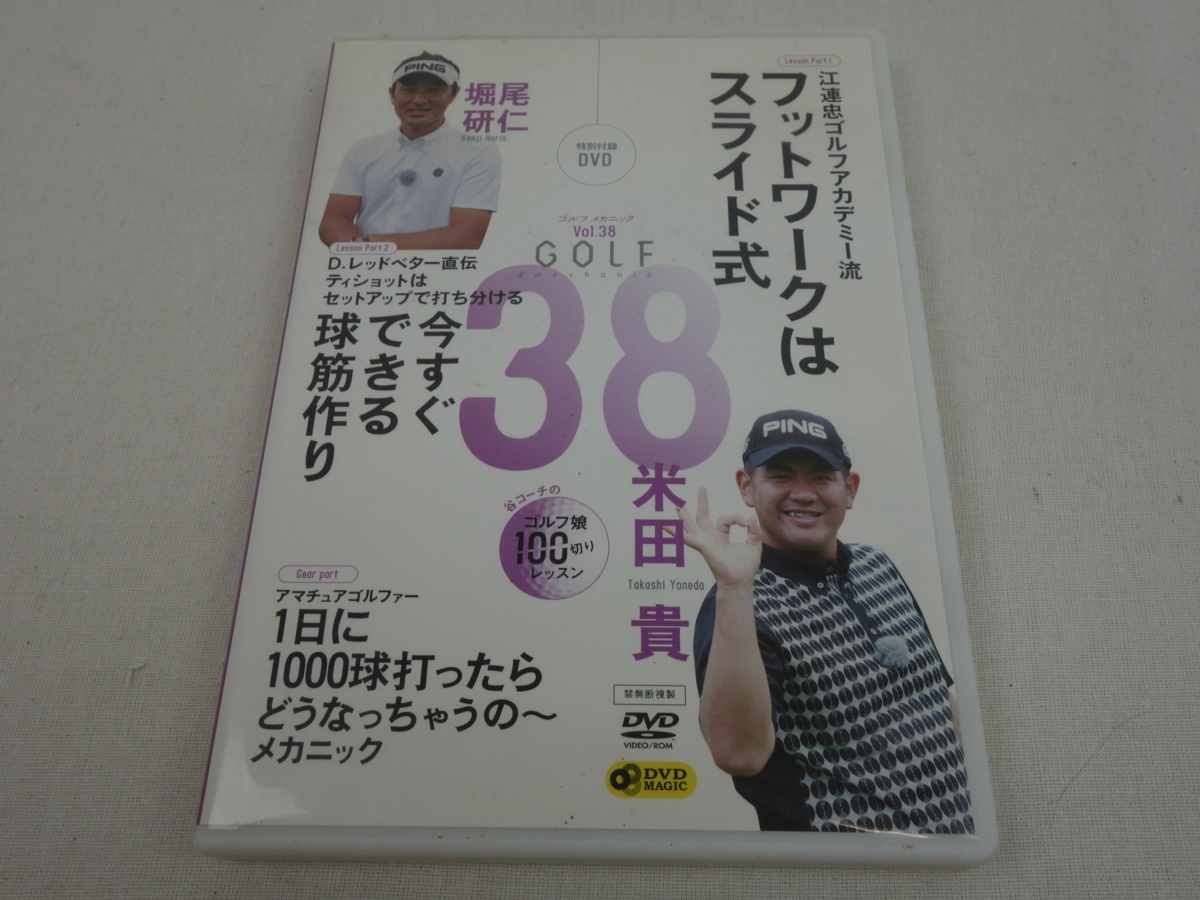 Lesson Part.1
江連忠ゴルフアカデミー流
フットワークは
スライド式
PING
堀尾
研仁
Kenji Horio
特別付録
DVD
ゴルフ メカニック
Vol.38
GOLF
mechanic
38
Lesson Part.2
D.レッドベター直伝
ティショットは
セットアップで打ち分ける
今すぐ
できる
球筋作り
谷コーチの
ゴルフ娘
100切り
レッスン
PING
米田
貴
Takashi Yoneda
Gear part
アマチュアゴルファー
1日に
1000球打ったら
どうなっちゃうの〜
メカニック
禁無断複製
DVD
VIDEO/ROM
DVD
MAGIC